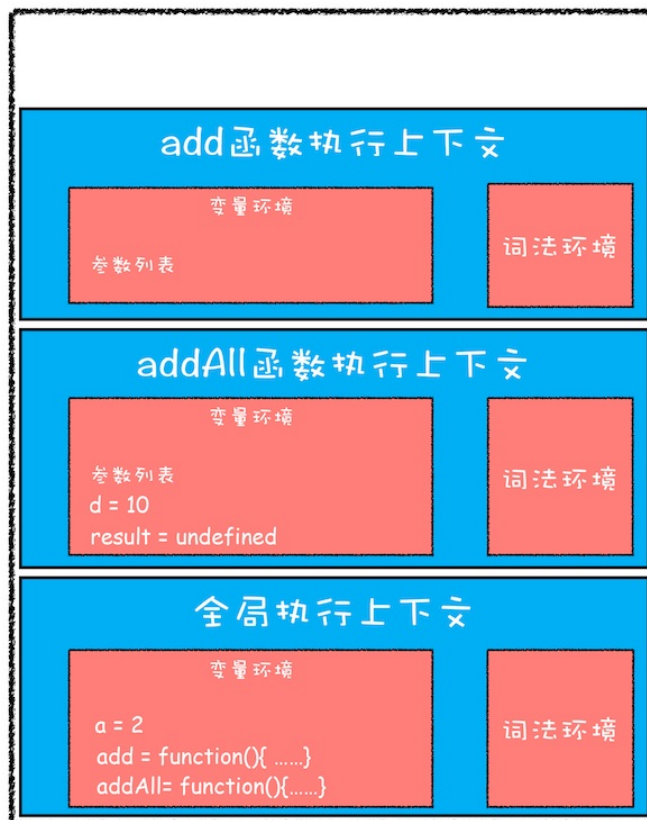 add函数执行上下文
变量环境
参数列表
词法环境
addAll函数执行上下文
变量环境
参数列表
d = 10
result = undefined
词法环境
全局执行上下文
变量环境
a = 2
add = function(){ ......}
addAll= function(){......}
词法环境